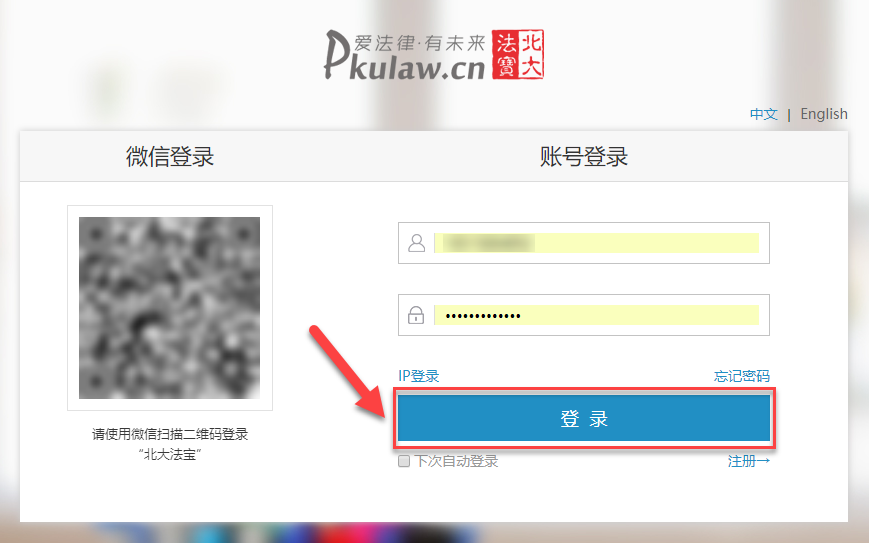 爱法律·有未来
Pkulaw.cn
北大
法寶
中文 | English
微信登录
账号登录
•••••••••••••
IP登录 忘记密码
登 录
下次自动登录 注册→
请使用微信扫描二维码登录
“北大法宝”